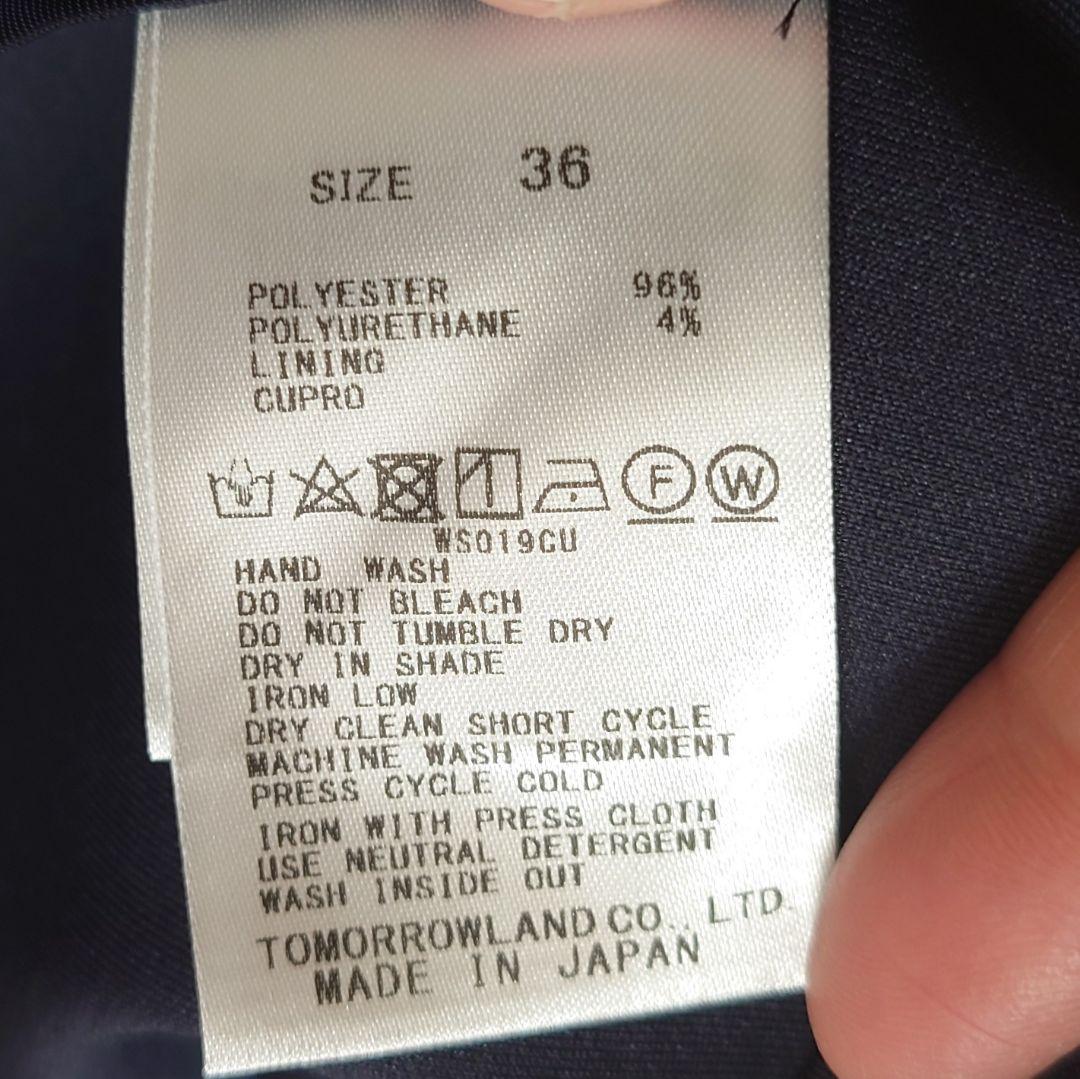 SIZE 36
POLYESTER 96%
POLYURETHANE 4%
LINING
CUPRO
F W
WS019CU
HAND WASH
DO NOT BLEACH
DO NOT TUMBLE DRY
DRY IN SHADE
IRON LOW
DRY CLEAN SHORT CYCLE
MACHINE WASH PERMANENT
PRESS CYCLE COLD
IRON WITH PRESS CLOTH
USE NEUTRAL DETERGENT
WASH INSIDE OUT
TOMORROWLAND CO., LTD.
MADE IN JAPAN